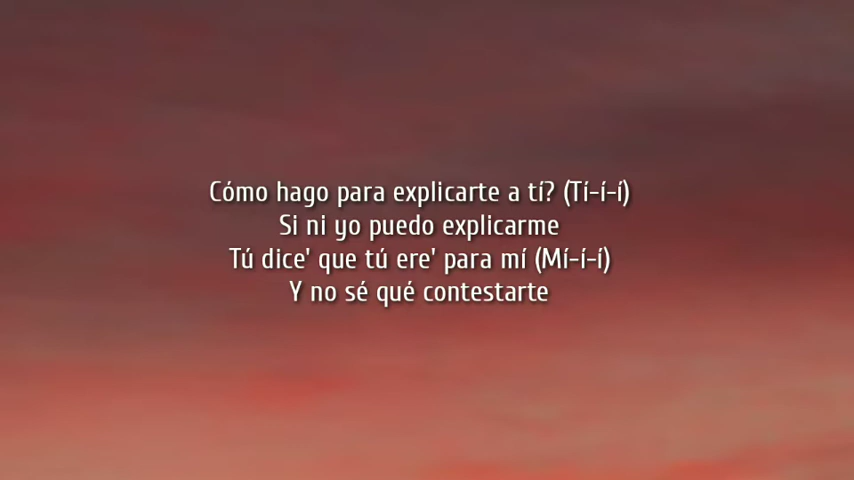 Cómo hago para explicarte a tí? (Tí-í-í)
Si ni yo puedo explicarme
Tú dice' que tú ere' para mí (Mí-í-í)
Y no sé qué contestarte